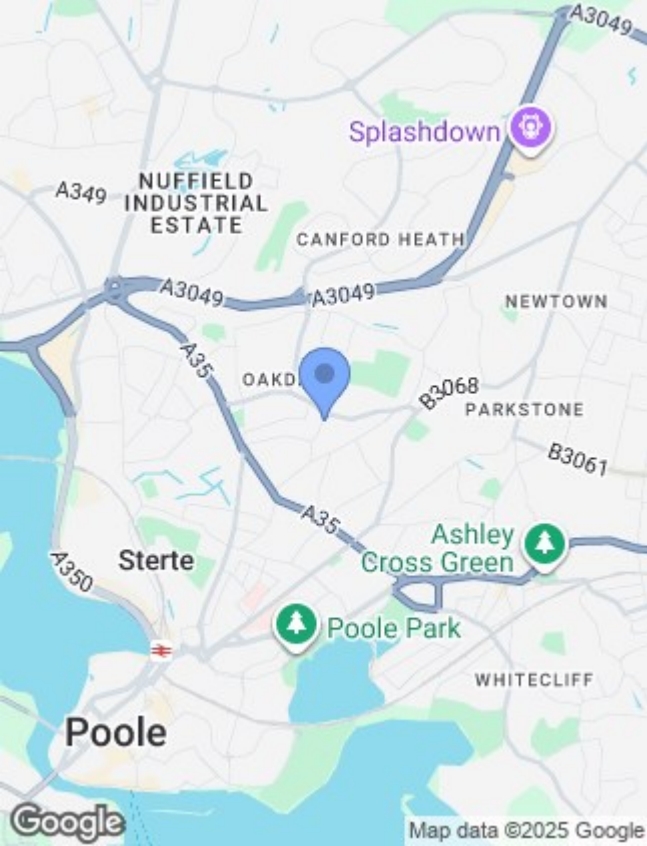 A3049
Splashdown
NUFFIELD
INDUSTRIAL
ESTATE
A349
CANFORD HEATH
A3049
A3049
NEWTOWN
A35
OAKD
B3068
PARKSTONE
B3061
A35
Ashley
Cross Green
Sterte
A350
Poole Park
WHITECLIFF
Poole
Google
Map data ©2025 Google